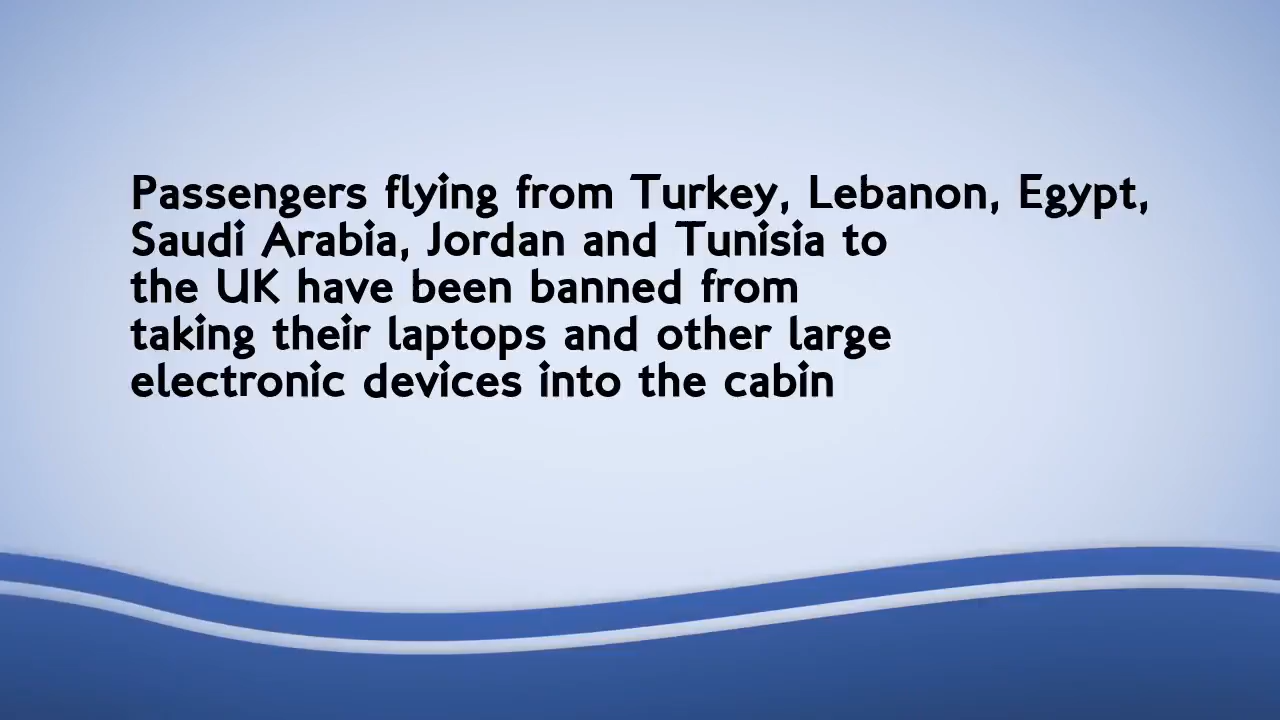 Passengers flying from Turkey, Lebanon, Egypt,
Saudi Arabia, Jordan and Tunisia to
the UK have been banned from
taking their laptops and other large
electronic devices into the cabin